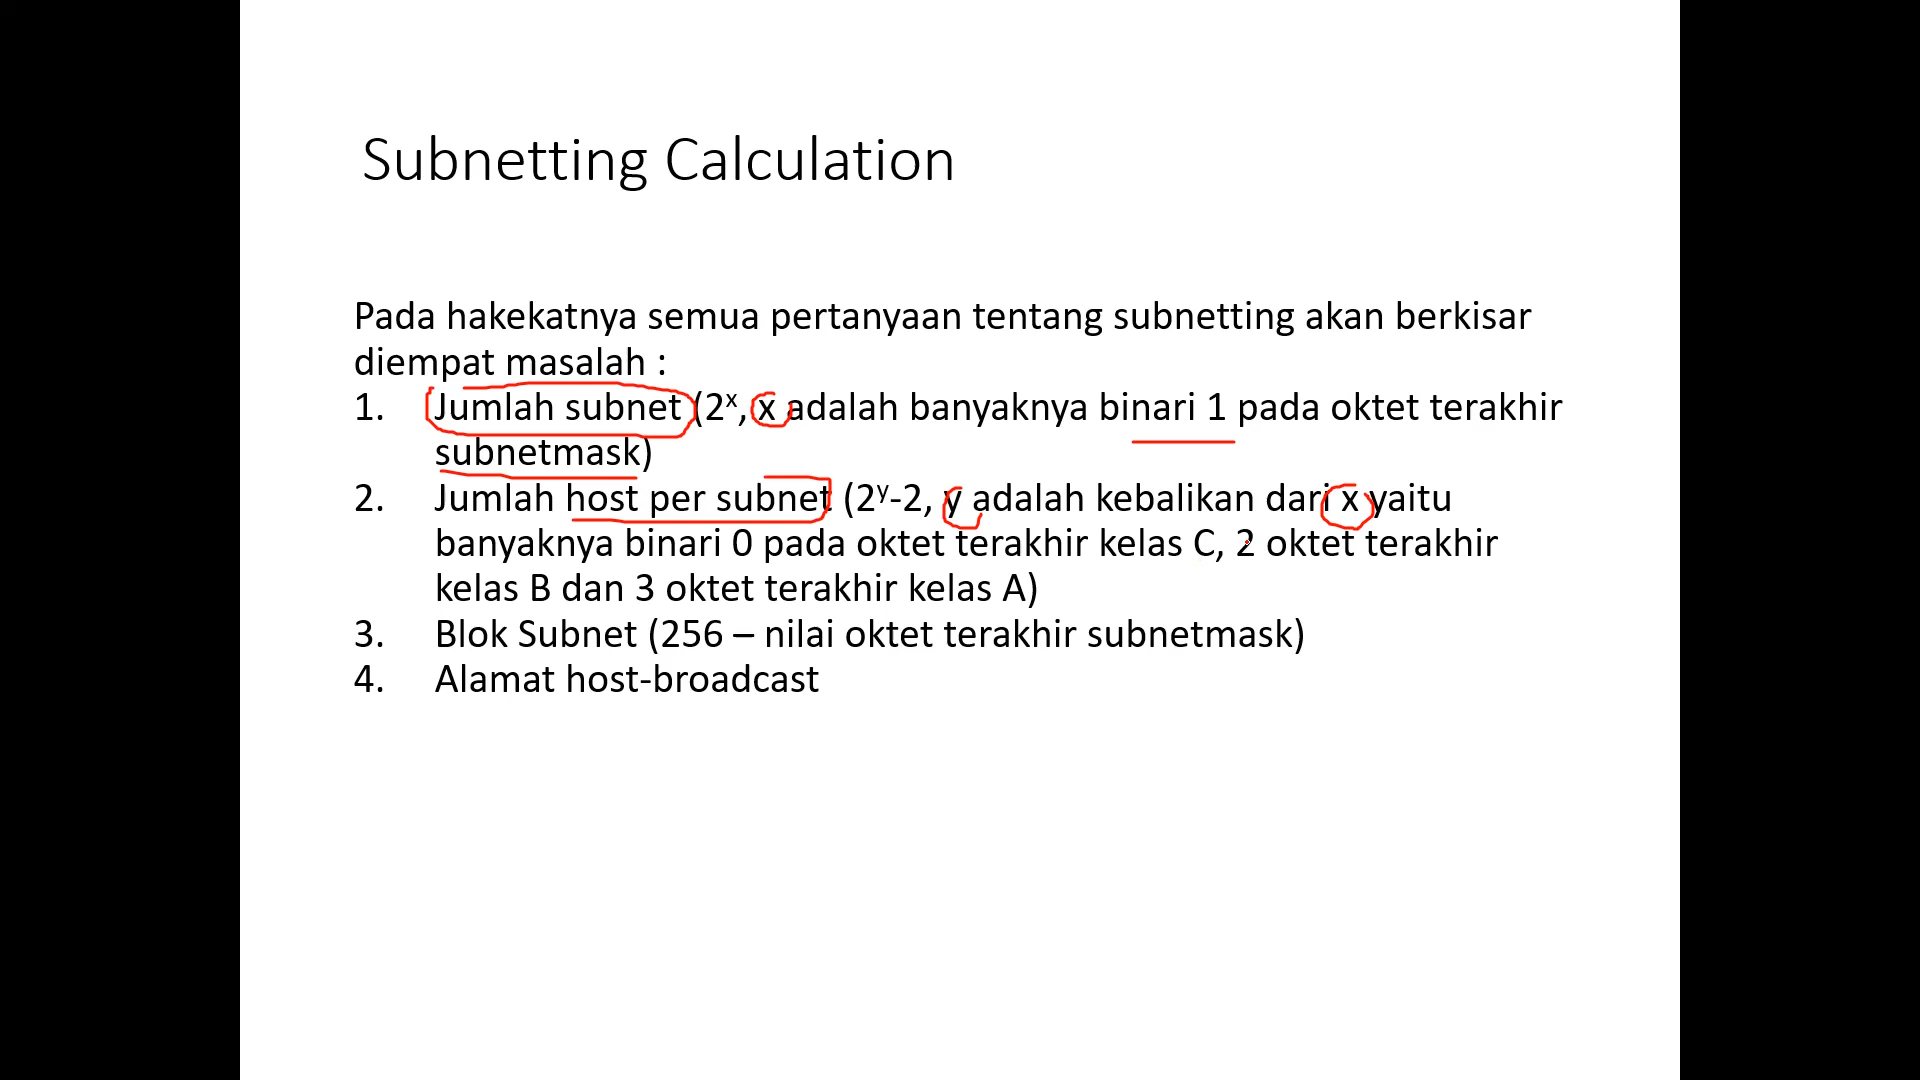 Subnetting Calculation
Pada hakekatnya semua pertanyaan tentang subnetting akan berkisar
diempat masalah :
1. Jumlah subnet (2ˣ, x adalah banyaknya binari 1 pada oktet terakhir
subnetmask)
2. Jumlah host per subnet (2ʸ-2, y adalah kebalikan dari x yaitu
banyaknya binari 0 pada oktet terakhir kelas C, 2 oktet terakhir
kelas B dan 3 oktet terakhir kelas A)
3. Blok Subnet (256 – nilai oktet terakhir subnetmask)
4. Alamat host-broadcast